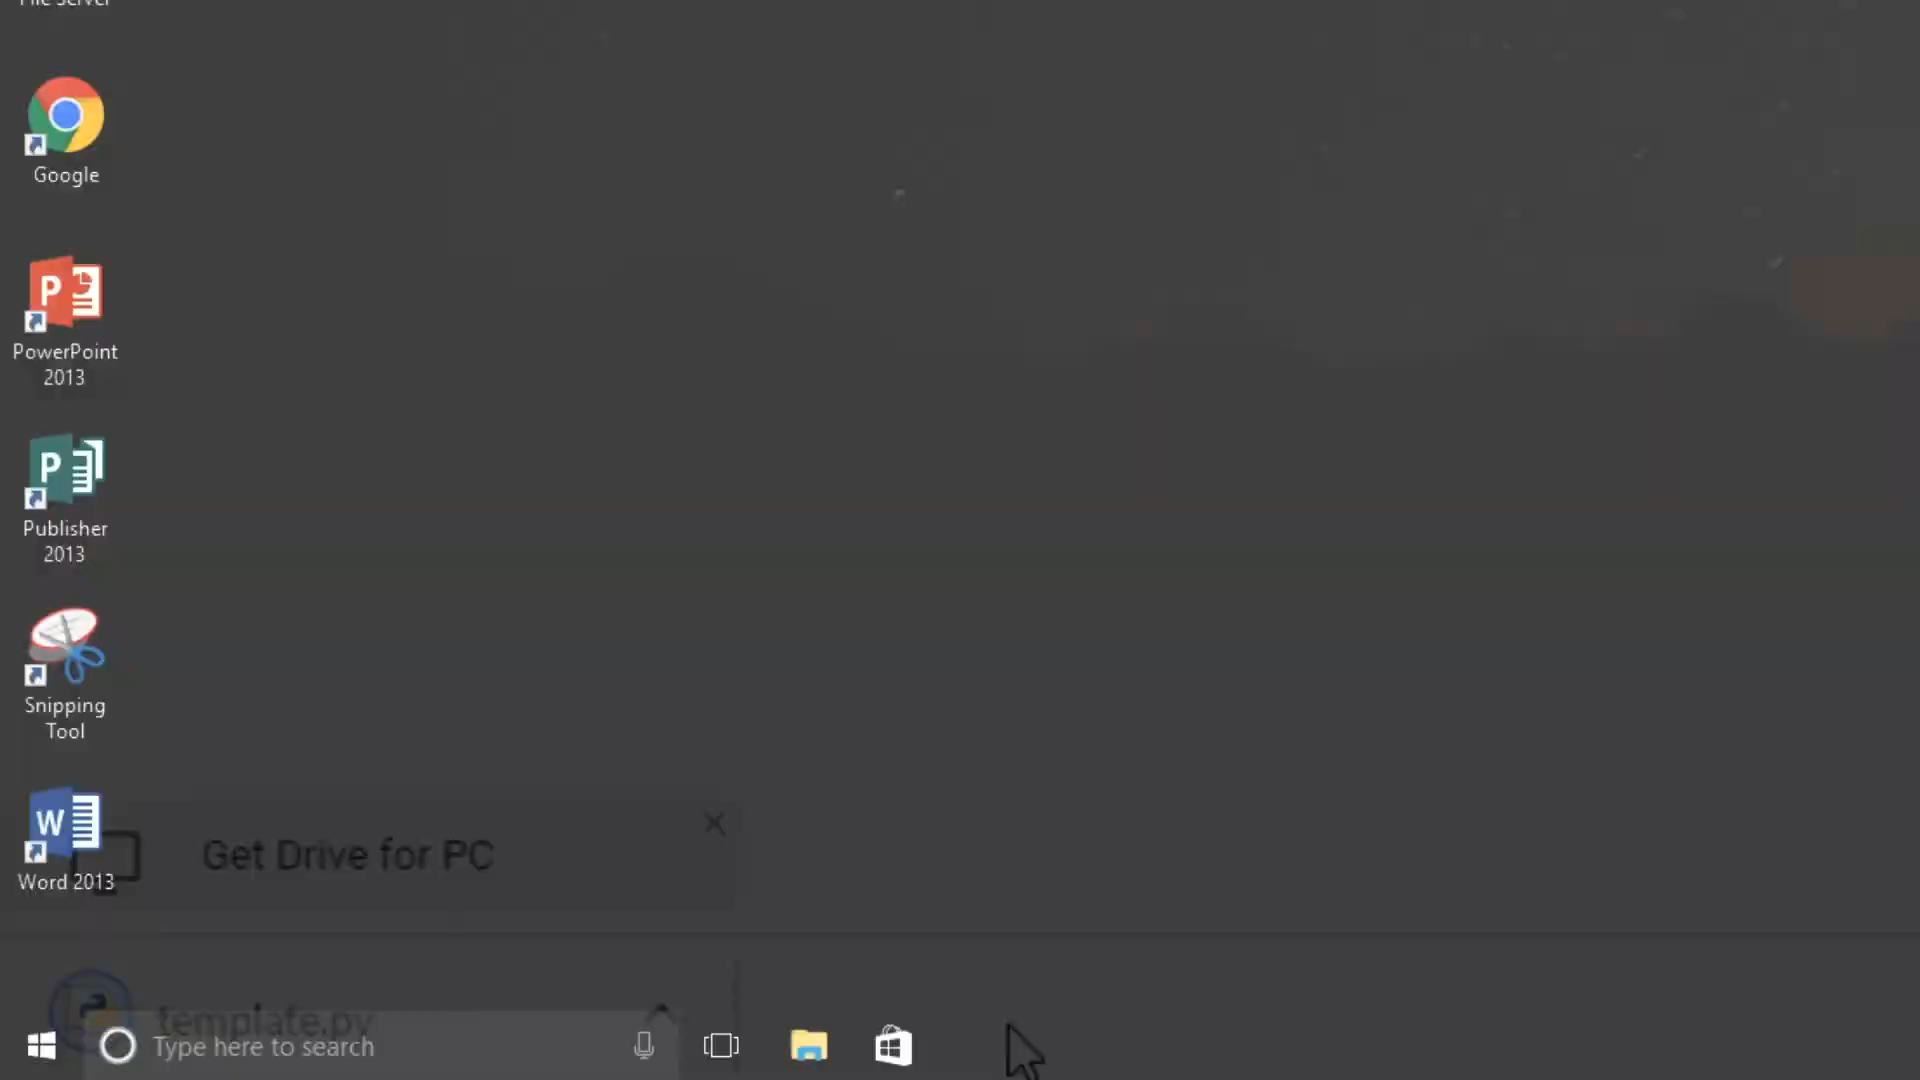 File Server
Google
PowerPoint
2013
Publisher
2013
Snipping
Tool
Word 2013
Get Drive for PC
template.py
Type here to search